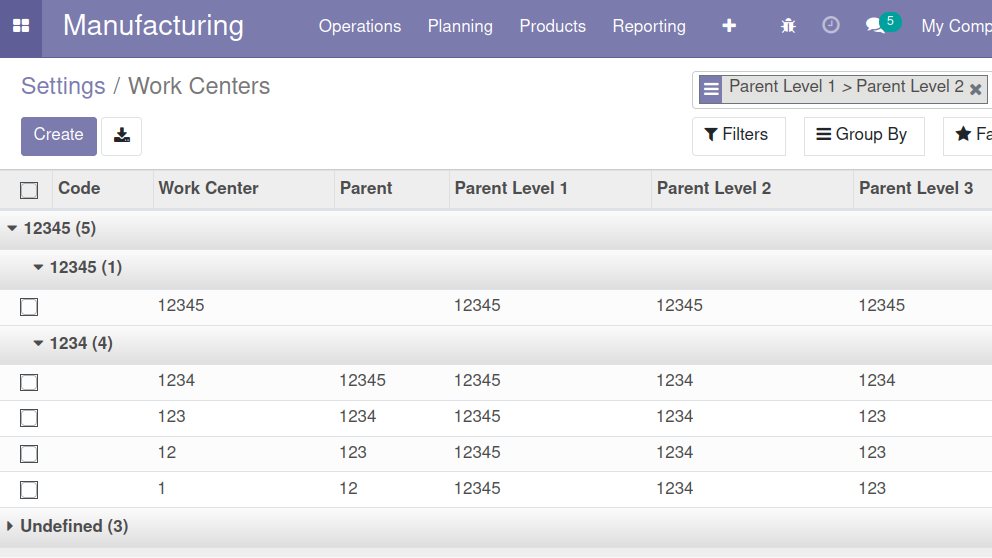 Manufacturing Operations Planning Products Reporting 5 My Comp
Settings / Work Centers Parent Level 1 > Parent Level 2
Create Filters Group By Fa
Code Work Center Parent Parent Level 1 Parent Level 2 Parent Level 3
12345 (5)
12345 (1)
12345 12345 12345 12345
1234 (4)
1234 12345 12345 1234 1234
123 1234 12345 1234 123
12 123 12345 1234 123
1 12 12345 1234 123
Undefined (3)